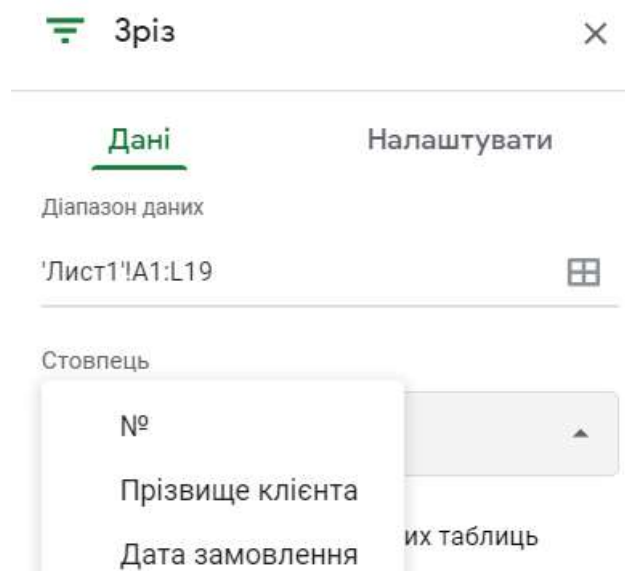 Зріз
Дані
Налаштувати
Діапазон даних
'Лист1'!A1:L19
Стовпець
№
Прізвище клієнта
их таблиць
Дата замовлення